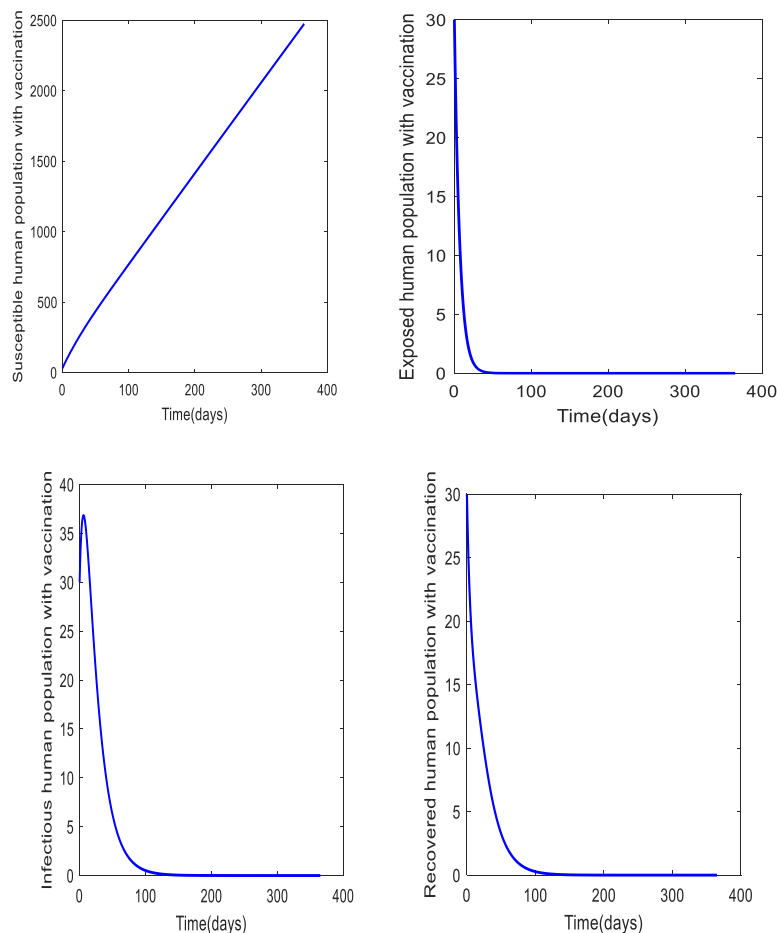 Susceptible human population with vaccination
2500
2000
1500
1000
500
0
0 100 200 300 400
Time(days)
Exposed human population with vaccination
30
25
20
15
10
5
0
0 100 200 300 400
Time(days)
Infectious human population with vaccination
40
35
30
25
20
15
10
5
0
0 100 200 300 400
Time(days)
Recovered human population with vaccination
30
25
20
15
10
5
0
0 100 200 300 400
Time(days)